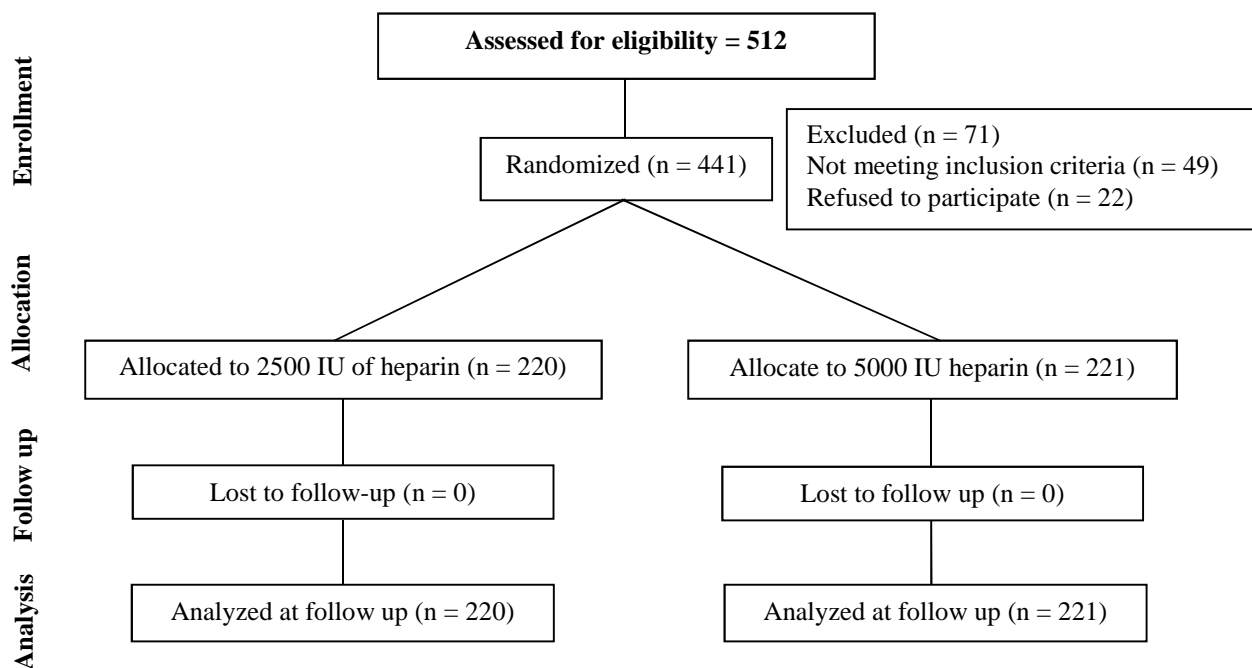 Enrollment
Assessed for eligibility = 512
Randomized (n = 441)
Excluded (n = 71)
Not meeting inclusion criteria (n = 49)
Refused to participate (n = 22)
Allocation
Allocated to 2500 IU of heparin (n = 220)
Allocate to 5000 IU heparin (n = 221)
Follow up
Lost to follow-up (n = 0)
Lost to follow up (n = 0)
Analysis
Analyzed at follow up (n = 220)
Analyzed at follow up (n = 221)